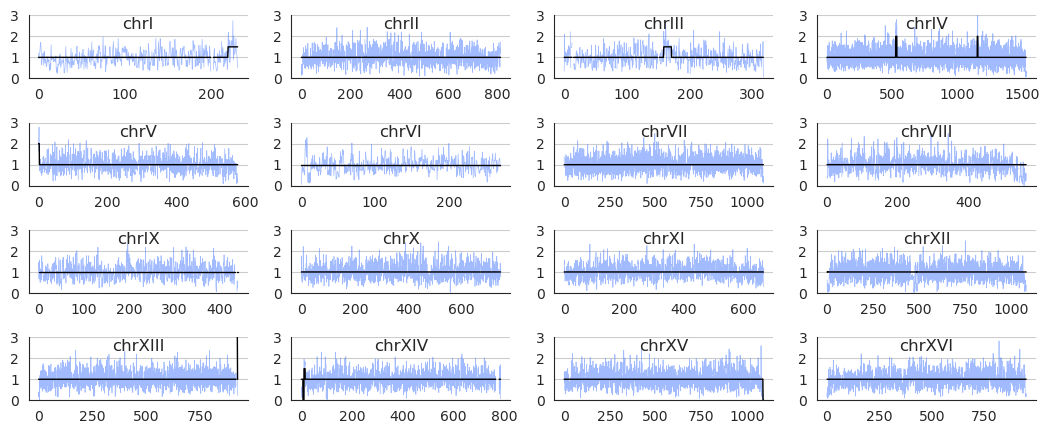 chrI chrII chrIII chrIV
3 3 3 3
2 2 2 2
1 1 1 1
0 0 0 0
0 100 200 0 200 400 600 800 0 100 200 300 0 500 1000 1500
chrV chrVI chrVII chrVIII
3 3 3 3
2 2 2 2
1 1 1 1
0 0 0 0
0 200 400 600 0 100 200 0 250 500 750 1000 0 200 400
chrIX chrX chrXI chrXII
3 3 3 3
2 2 2 2
1 1 1 1
0 0 0 0
0 100 200 300 400 0 200 400 600 0 200 400 600 0 250 500 750 1000
chrXIII chrXIV chrXV chrXVI
3 3 3 3
2 2 2 2
1 1 1 1
0 0 0 0
0 250 500 750 0 200 400 600 800 0 250 500 750 1000 0 250 500 750